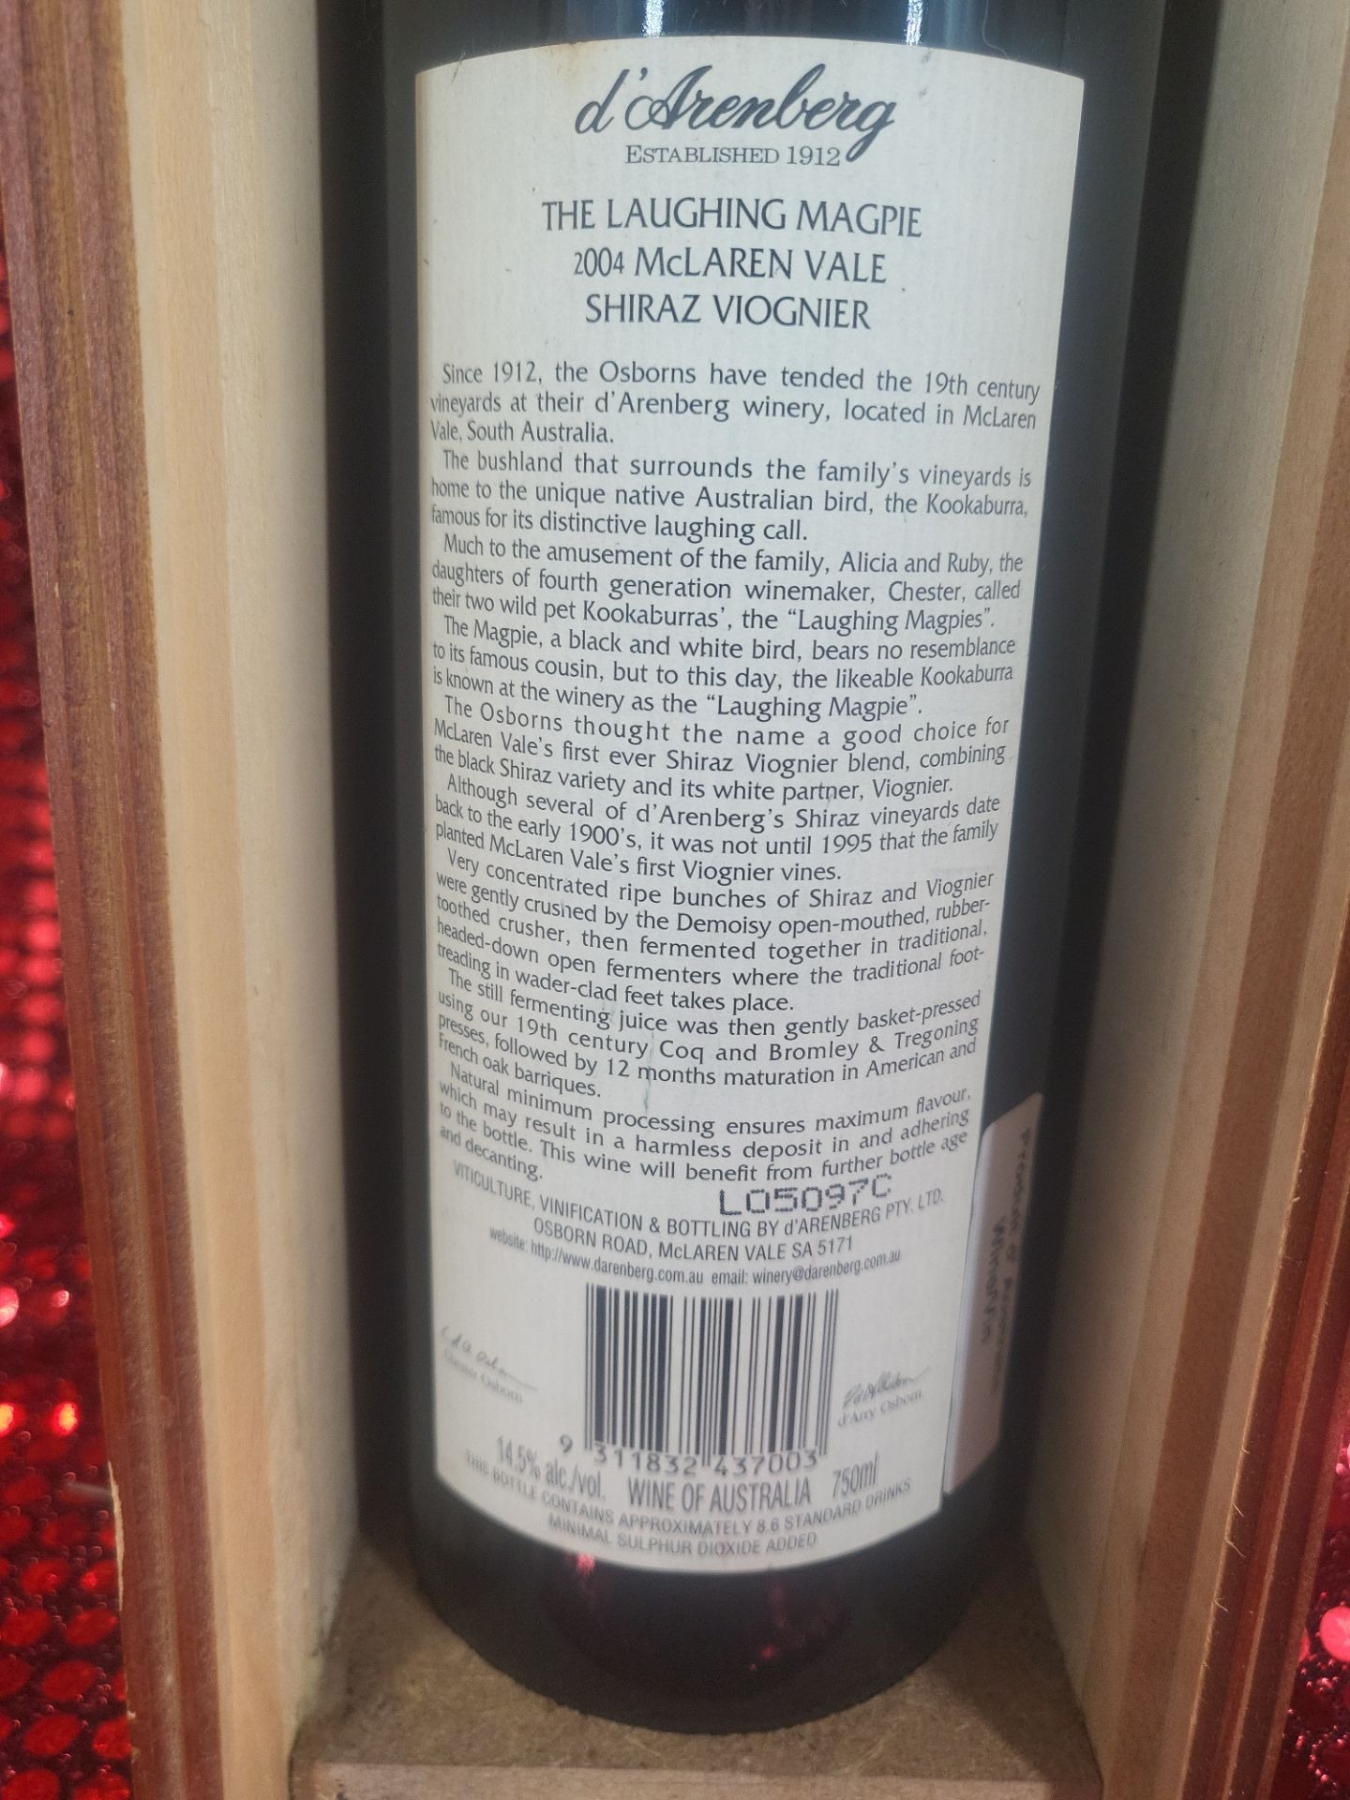 d'Arenberg
ESTABLISHED 1912
THE LAUGHING MAGPIE
2004 McLAREN VALE
SHIRAZ VIOGNIER
Since 1912, the Osborns have tended the 19th century
vineyards at their d'Arenberg winery, located in McLaren
Vale, South Australia.
The bushland that surrounds the family's vineyards is
home to the unique native Australian bird, the Kookaburra,
famous for its distinctive laughing call.
Much to the amusement of the family, Alicia and Ruby, the
daughters of fourth generation winemaker, Chester, called
their two wild pet Kookaburras', the “Laughing Magpies”.
The Magpie, a black and white bird, bears no resemblance
to its famous cousin, but to this day, the likeable Kookaburra
is known at the winery as the “Laughing Magpie”.
The Osborns thought the name a good choice for
McLaren Vale's first ever Shiraz Viognier blend, combining
the black Shiraz variety and its white partner, Viognier.
Although several of d'Arenberg's Shiraz vineyards date
back to the early 1900's, it was not until 1995 that the family
planted McLaren Vale's first Viognier vines.
Very concentrated ripe bunches of Shiraz and Viognier
were gently crushed by the Demoisy open-mouthed, rubber-
toothed crusher, then fermented together in traditional,
headed-down open fermenters where the traditional foot-
treading in wader-clad feet takes place.
The still fermenting juice was then gently basket-pressed
using our 19th century Coq and Bromley & Tregoning
presses, followed by 12 months maturation in American and
French oak barriques.
Natural minimum processing ensures maximum flavour,
which may result in a harmless deposit in and adhering
to the bottle. This wine will benefit from further bottle age
and decanting.
L05097C
VITICULTURE, VINIFICATION & BOTTLING BY d'ARENBERG PTY. LTD.
OSBORN ROAD, McLAREN VALE SA 5171
website: http://www.darenberg.com.au email: winery@darenberg.com.au
Chester Osborn
d'Arry Osborn
9 311832 437003
14.5% alc./vol. WINE OF AUSTRALIA 750ml
THIS BOTTLE CONTAINS APPROXIMATELY 8.6 STANDARD DRINKS
MINIMAL SULPHUR DIOXIDE ADDED